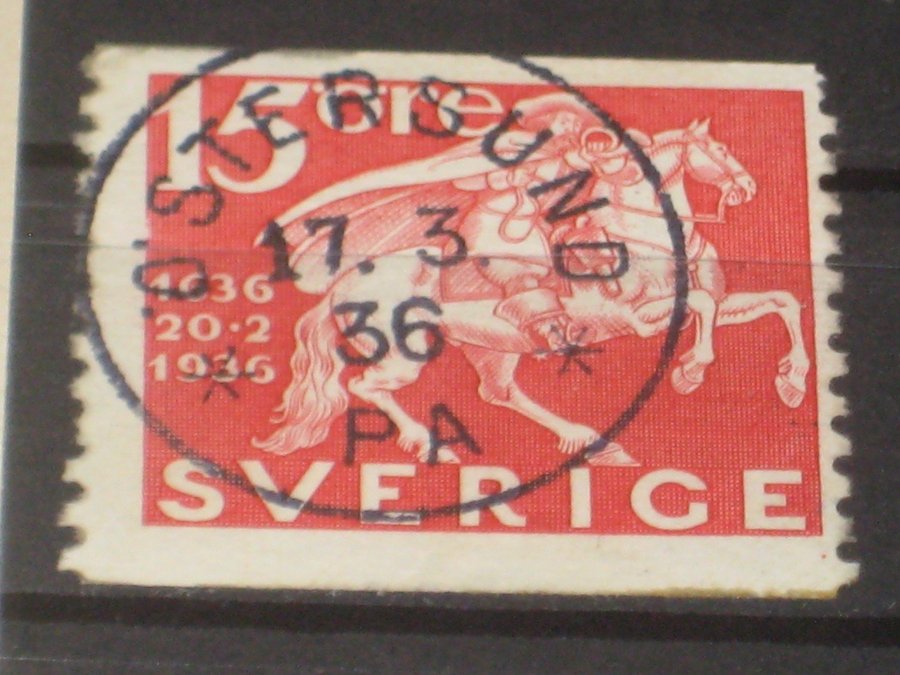 15 öre
1636
20·2
1936
SVERIGE
ÖSTERSUND
17. 3.
36
* *
PA